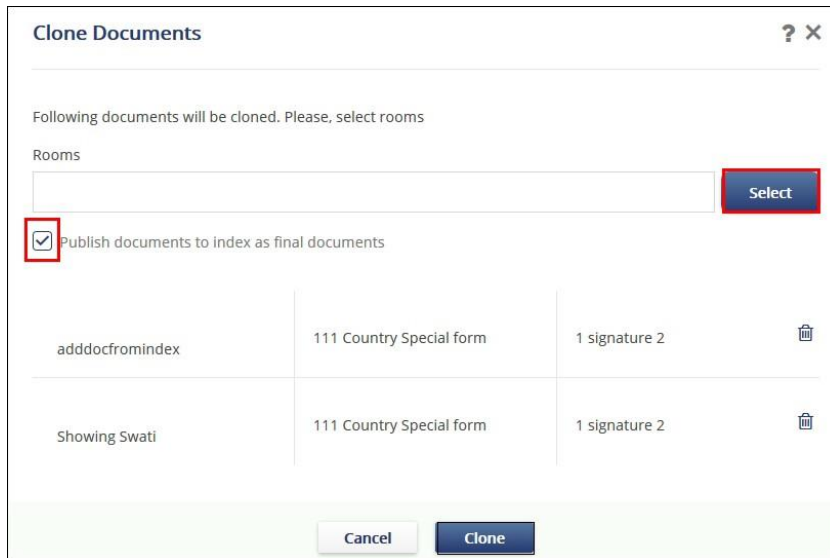 Clone Documents
?
Following documents will be cloned. Please, select rooms
Rooms
Select
Publish documents to index as final documents
adddocfromindex 111 Country Special form 1 signature 2
Showing Swati 111 Country Special form 1 signature 2
Cancel Clone